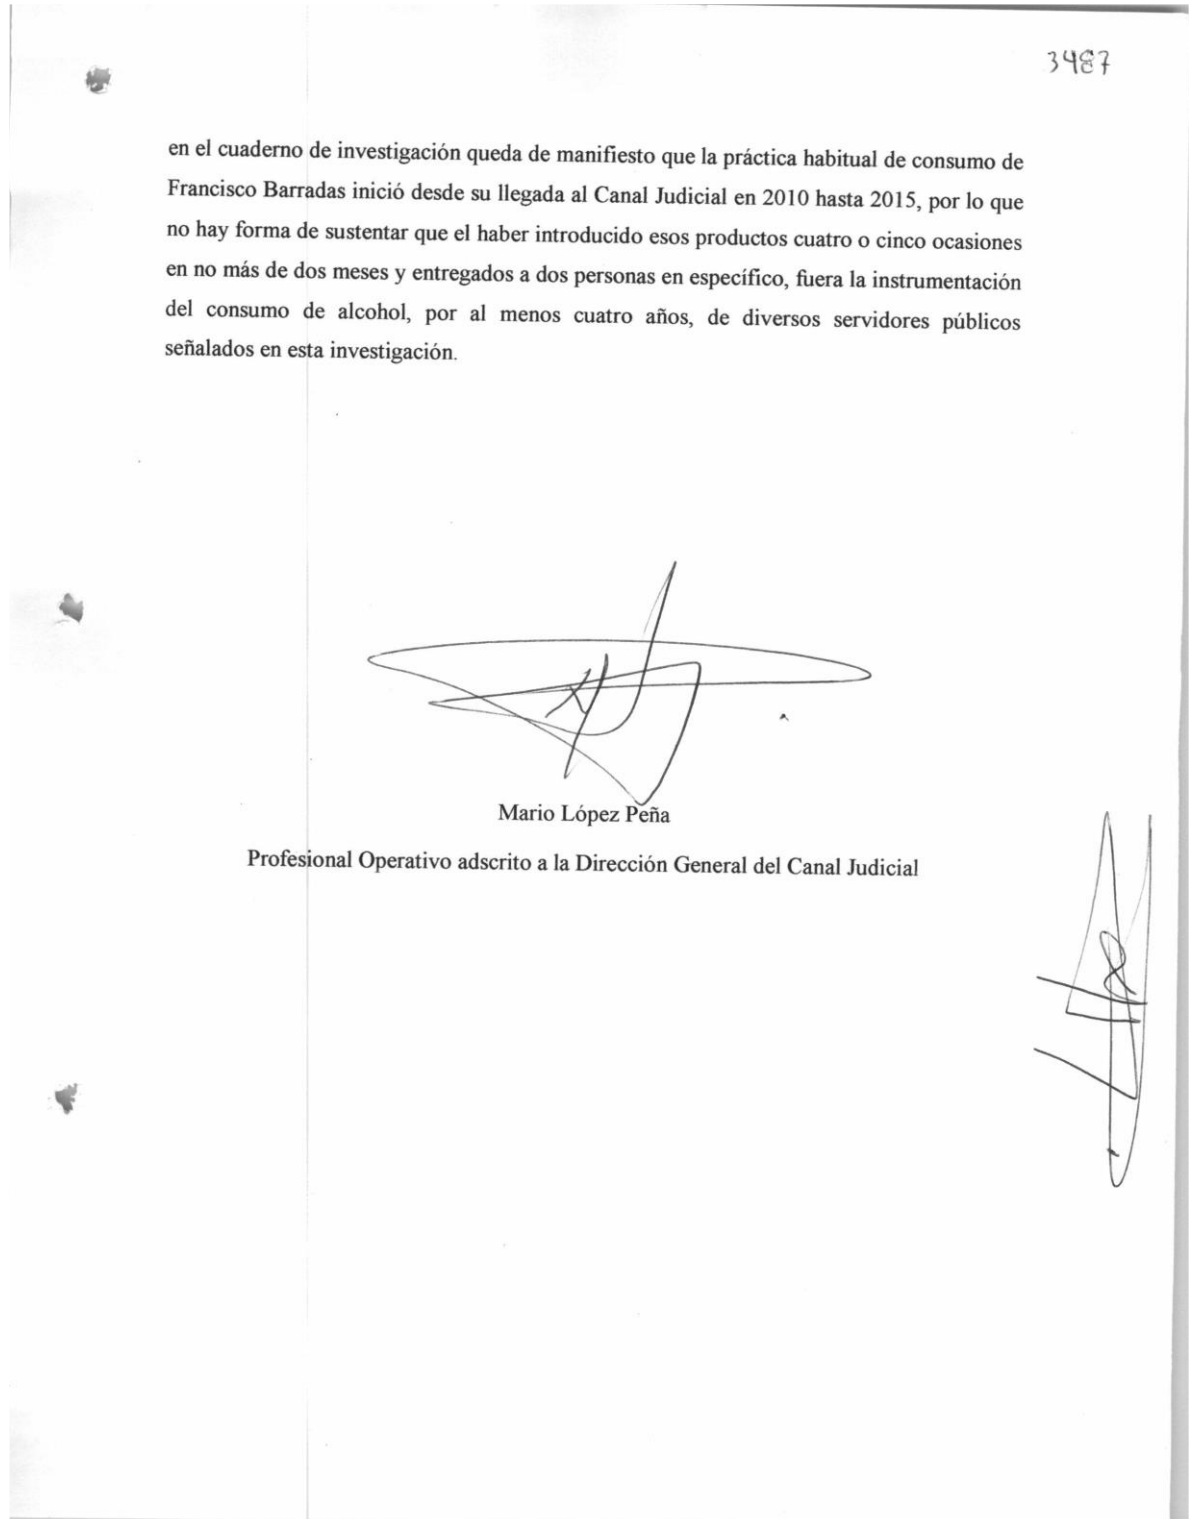 3487
en el cuaderno de investigación queda de manifiesto que la práctica habitual de consumo de
Francisco Barradas inició desde su llegada al Canal Judicial en 2010 hasta 2015, por lo que
no hay forma de sustentar que el haber introducido esos productos cuatro o cinco ocasiones
en no más de dos meses y entregados a dos personas en específico, fuera la instrumentación
del consumo de alcohol, por al menos cuatro años, de diversos servidores públicos
señalados en esta investigación.
Mario López Peña
Profesional Operativo adscrito a la Dirección General del Canal Judicial